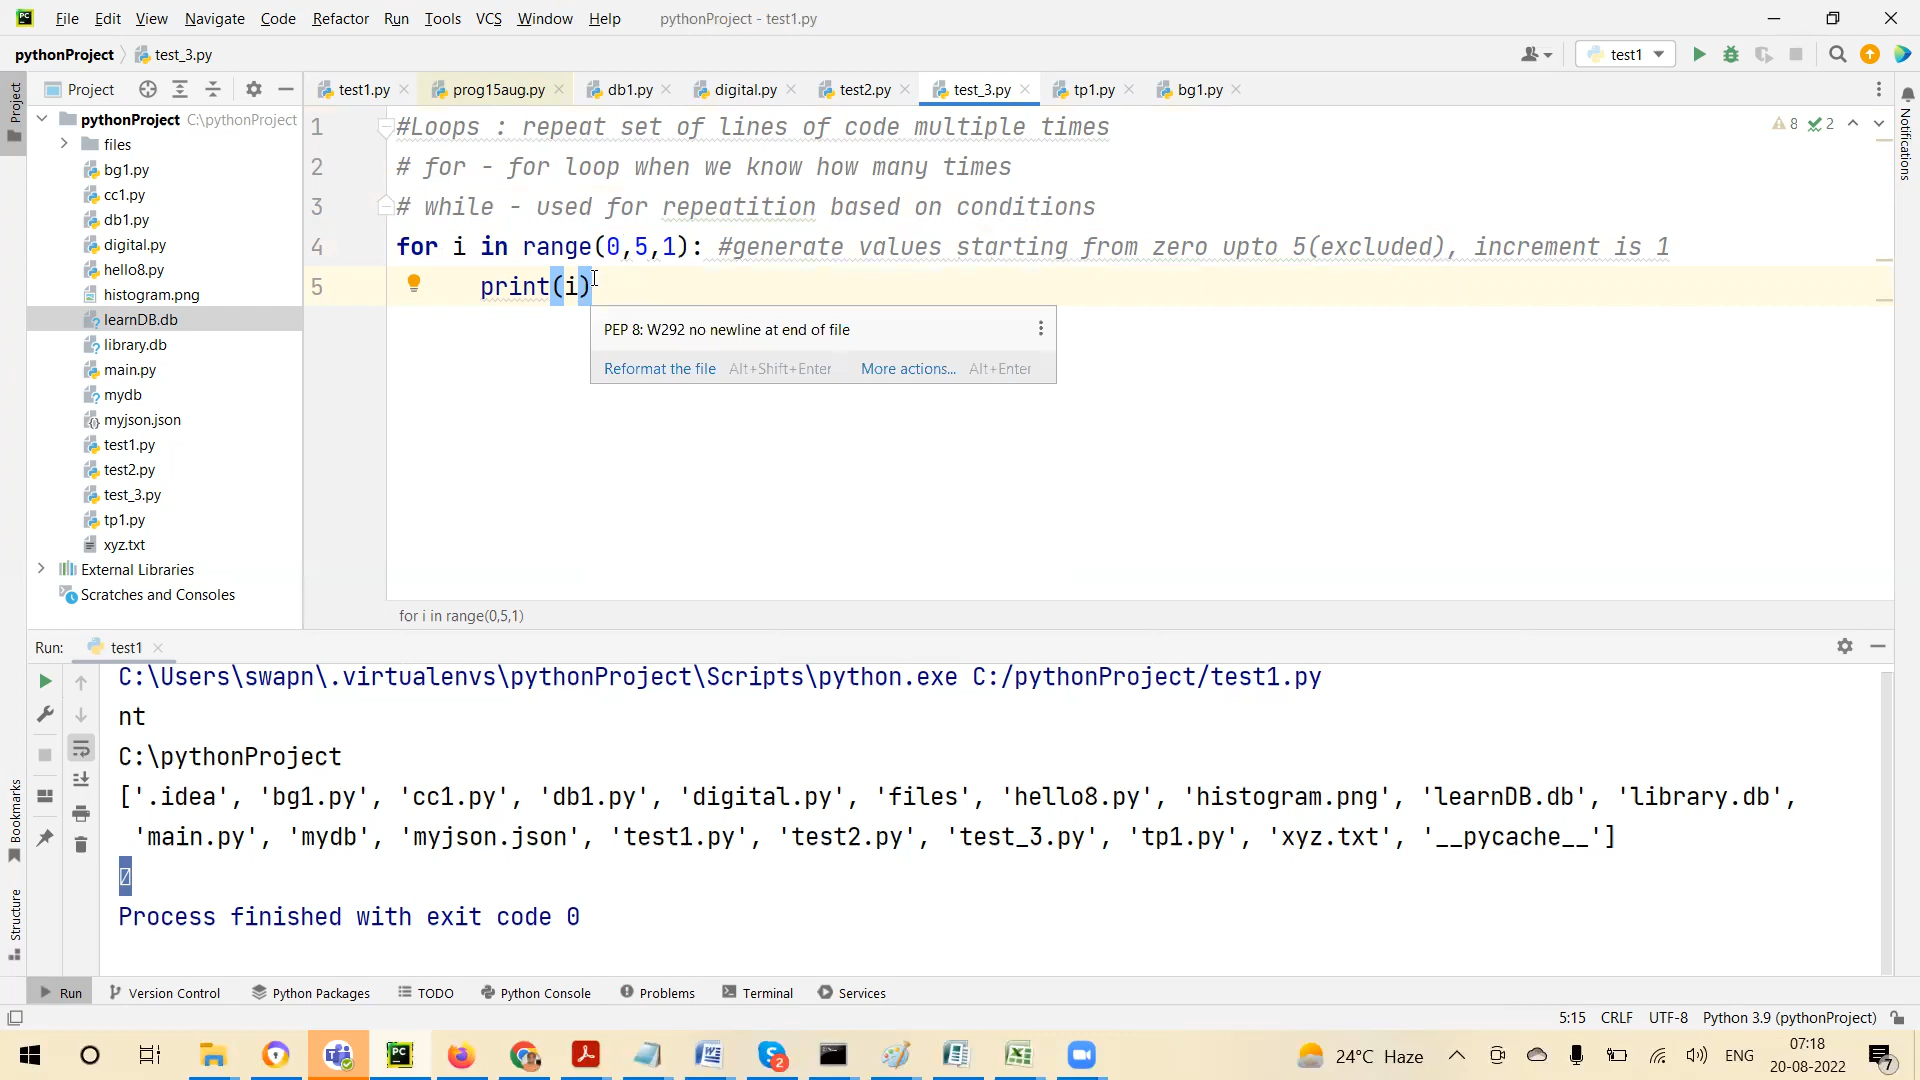 File Edit View Navigate Code Refactor Run Tools VCS Window Help pythonProject - test1.py
pythonProject test_3.py test1
Project test1.py prog15aug.py db1.py digital.py test2.py test_3.py tp1.py bg1.py
pythonProject C:\pythonProject
files
bg1.py
cc1.py
db1.py
digital.py
hello8.py
histogram.png
learnDB.db
library.db
main.py
mydb
myjson.json
test1.py
test2.py
test_3.py
tp1.py
xyz.txt
External Libraries
Scratches and Consoles
Project
Notifications
8 2
1 #Loops : repeat set of lines of code multiple times
2 # for - for loop when we know how many times
3 # while - used for repeatition based on conditions
4 for i in range(0,5,1): #generate values starting from zero upto 5(excluded), increment is 1
5 print(i)
PEP 8: W292 no newline at end of file
Reformat the file Alt+Shift+Enter More actions... Alt+Enter
for i in range(0,5,1)
Run: test1
C:\Users\swapn\.virtualenvs\pythonProject\Scripts\python.exe C:/pythonProject/test1.py
nt
C:\pythonProject
['.idea', 'bg1.py', 'cc1.py', 'db1.py', 'digital.py', 'files', 'hello8.py', 'histogram.png', 'learnDB.db', 'library.db',
'main.py', 'mydb', 'myjson.json', 'test1.py', 'test2.py', 'test_3.py', 'tp1.py', 'xyz.txt', '__pycache__']
Process finished with exit code 0
Bookmarks
Structure
Run Version Control Python Packages TODO Python Console Problems Terminal Services
5:15 CRLF UTF-8 Python 3.9 (pythonProject)
24°C Haze ENG 07:18
20-08-2022
2
7